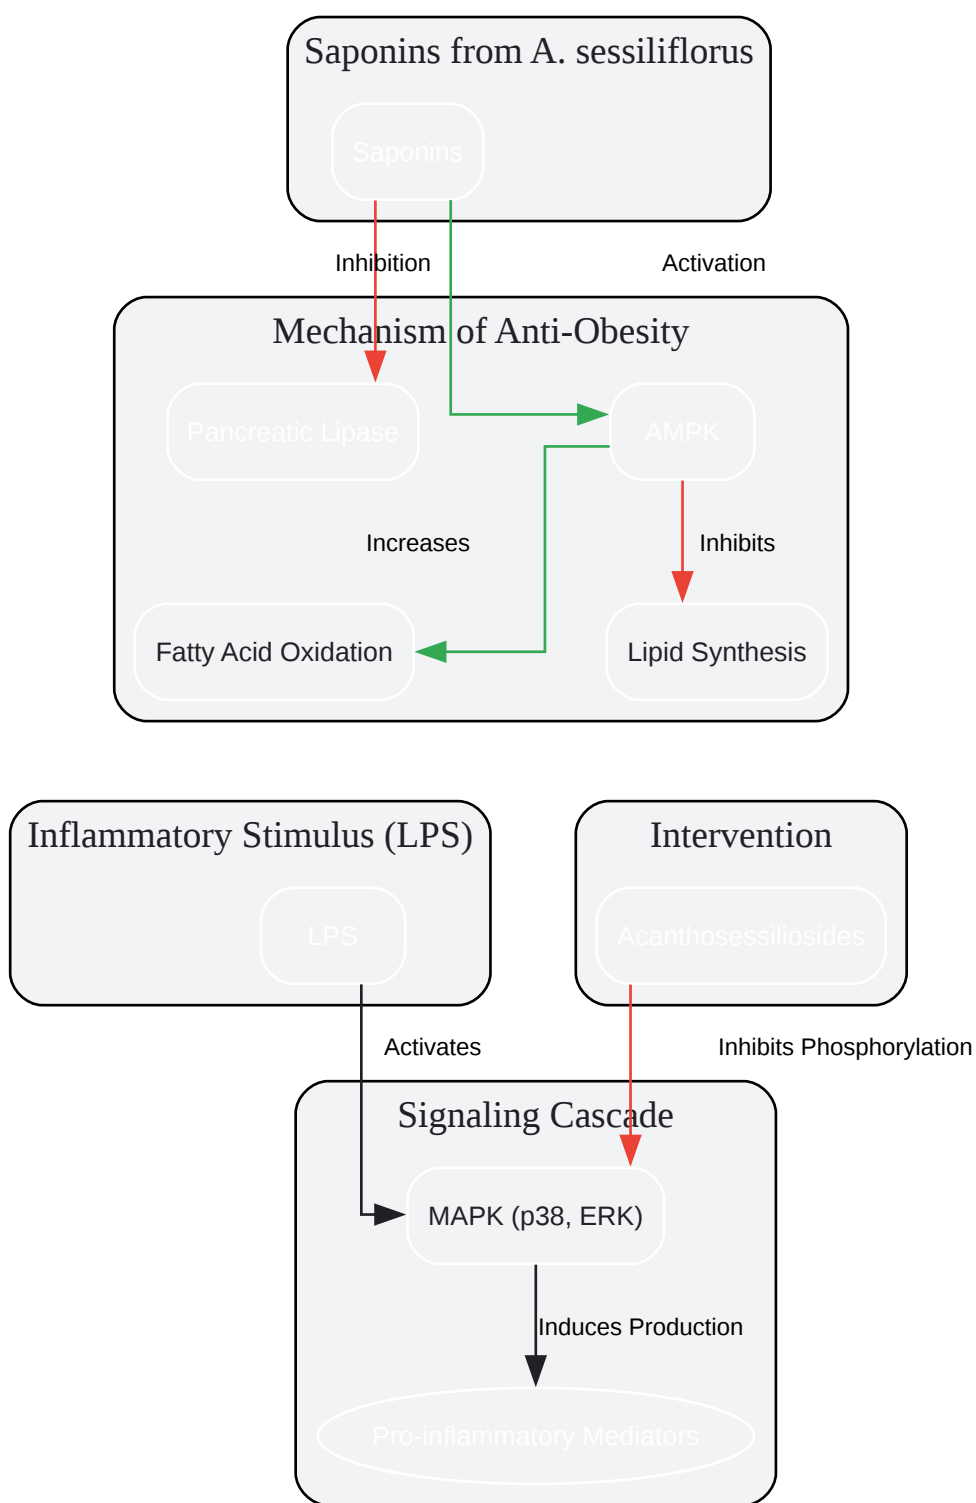 Saponins from A. sessiliflorus
Saponins
Inhibition
Activation
Mechanism of Anti-Obesity
Pancreatic Lipase
AMPK
Increases
Inhibits
Fatty Acid Oxidation
Lipid Synthesis
Inflammatory Stimulus (LPS)
Intervention
LPS
Acanthosessiliosides
Activates
Inhibits Phosphorylation
Signaling Cascade
MAPK (p38, ERK)
Induces Production
Pro-inflammatory Mediators